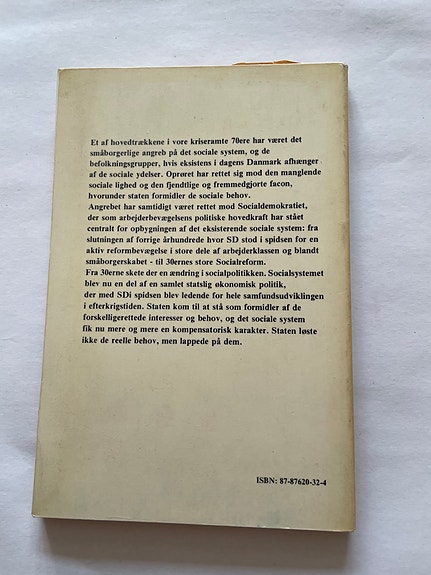 Et af hovedtrækkene i vore kriseramte 70ere har været det
småborgerlige angreb på det sociale system, og de
befolkningsgrupper, hvis eksistens i dagens Danmark afhænger
af de sociale ydelser. Oprøret har rettet sig mod den manglende
sociale lighed og den fjendtlige og fremmedgjorte facon,
hvorunder staten formidler de sociale behov.
Angrebet har samtidigt været rettet mod Socialdemokratiet,
der som arbejderbevægelsens politiske hovedkraft har stået
centralt for opbygningen af det eksisterende sociale system: fra
slutningen af forrige århundrede hvor SD stod i spidsen for en
aktiv reformbevægelse i store dele af arbejderklassen og blandt
småborgerskabet - til 30ernes store Socialreform.
Fra 30erne skete der en ændring i socialpolitikken. Socialsystemet
blev nu en del af en samlet statslig økonomisk politik,
der med SDi spidsen blev ledende for hele samfundsudviklingen
i efterkrigstiden. Staten kom til at stå som formidler af de
forskelligerettede interesser og behov, og det sociale system
fik nu mere og mere en kompensatorisk karakter. Staten løste
ikke de reelle behov, men lappede på dem.
ISBN: 87-87620-32-4